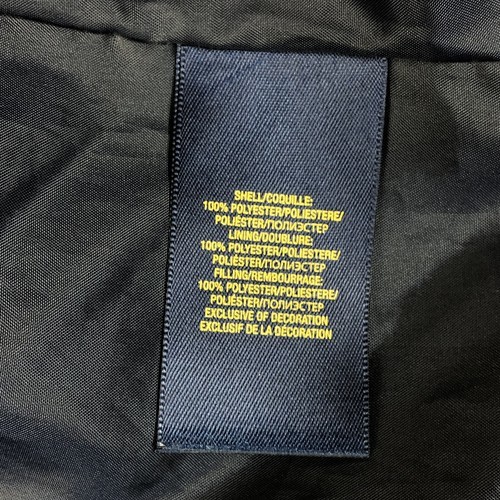 SHELL/COQUILLE:
100% POLYESTER/POLIESTERE/
POLIÉSTER/ПОЛИЭСТЕР
LINING/DOUBLURE:
100% POLYESTER/POLIESTERE/
POLIÉSTER/ПОЛИЭСТЕР
FILLING/REMBOURRAGE:
100% POLYESTER/POLIESTERE/
POLIÉSTER/ПОЛИЭСТЕР
EXCLUSIVE OF DECORATION
EXCLUSIF DE LA DÉCORATION